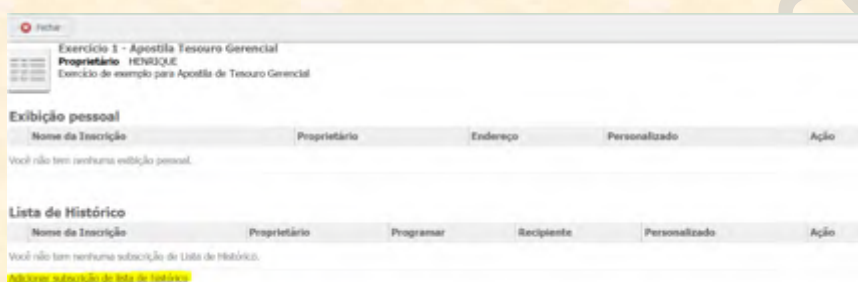 Fechar
Exercício 1 - Apostila Tesouro Gerencial
Proprietário HENRIQUE
Exercício de exemplo para Apostila de Tesouro Gerencial
Exibição pessoal
Nome da Inscrição Proprietário Endereço Personalizado Ação
Você não tem nenhuma exibição pessoal.
Lista de Histórico
Nome da Inscrição Proprietário Programar Recipiente Personalizado Ação
Você não tem nenhuma subscrição de Lista de Histórico.
Adicionar subscrição de lista de histórico